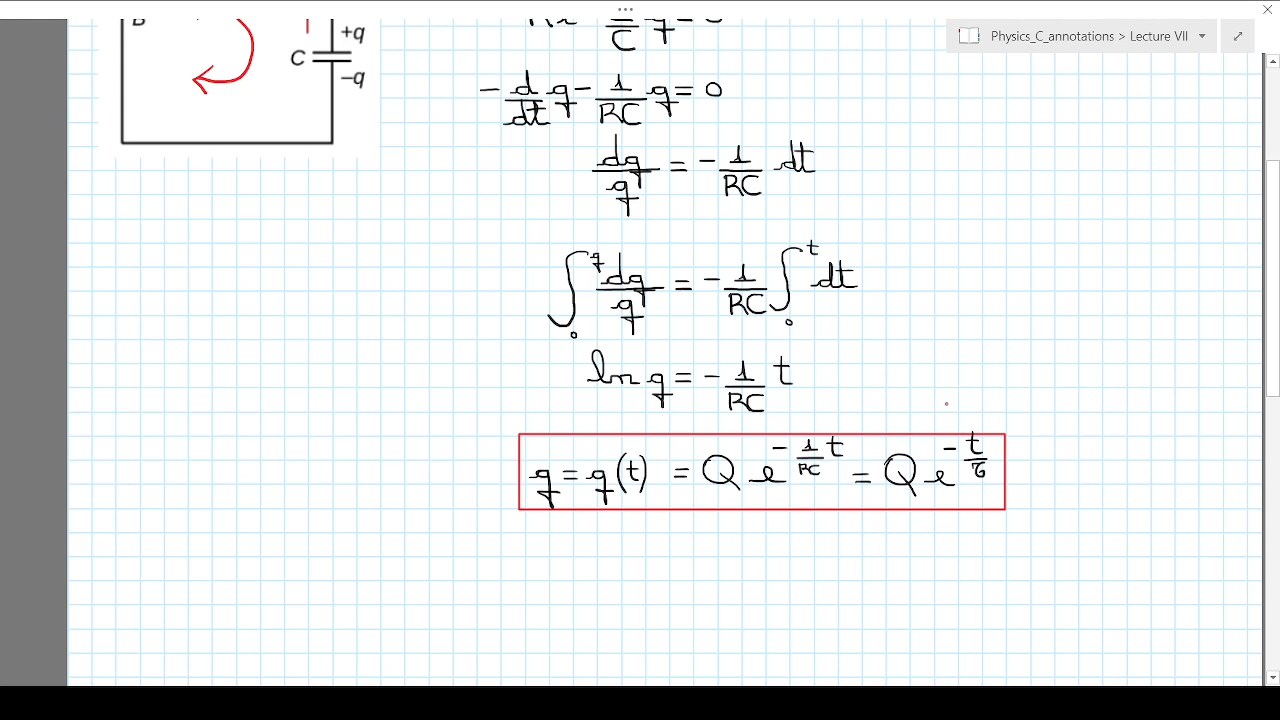 Physics_C_annotations > Lecture VII
B
+q
C
−q
− d/dt q − 1/RC q = 0
dq/q = − 1/RC dt
∫₀^q dq/q = − 1/RC ∫₀^t dt
ln q = − 1/RC t
q = q(t) = Q e^(− 1/RC t) = Q e^(− t/τ)